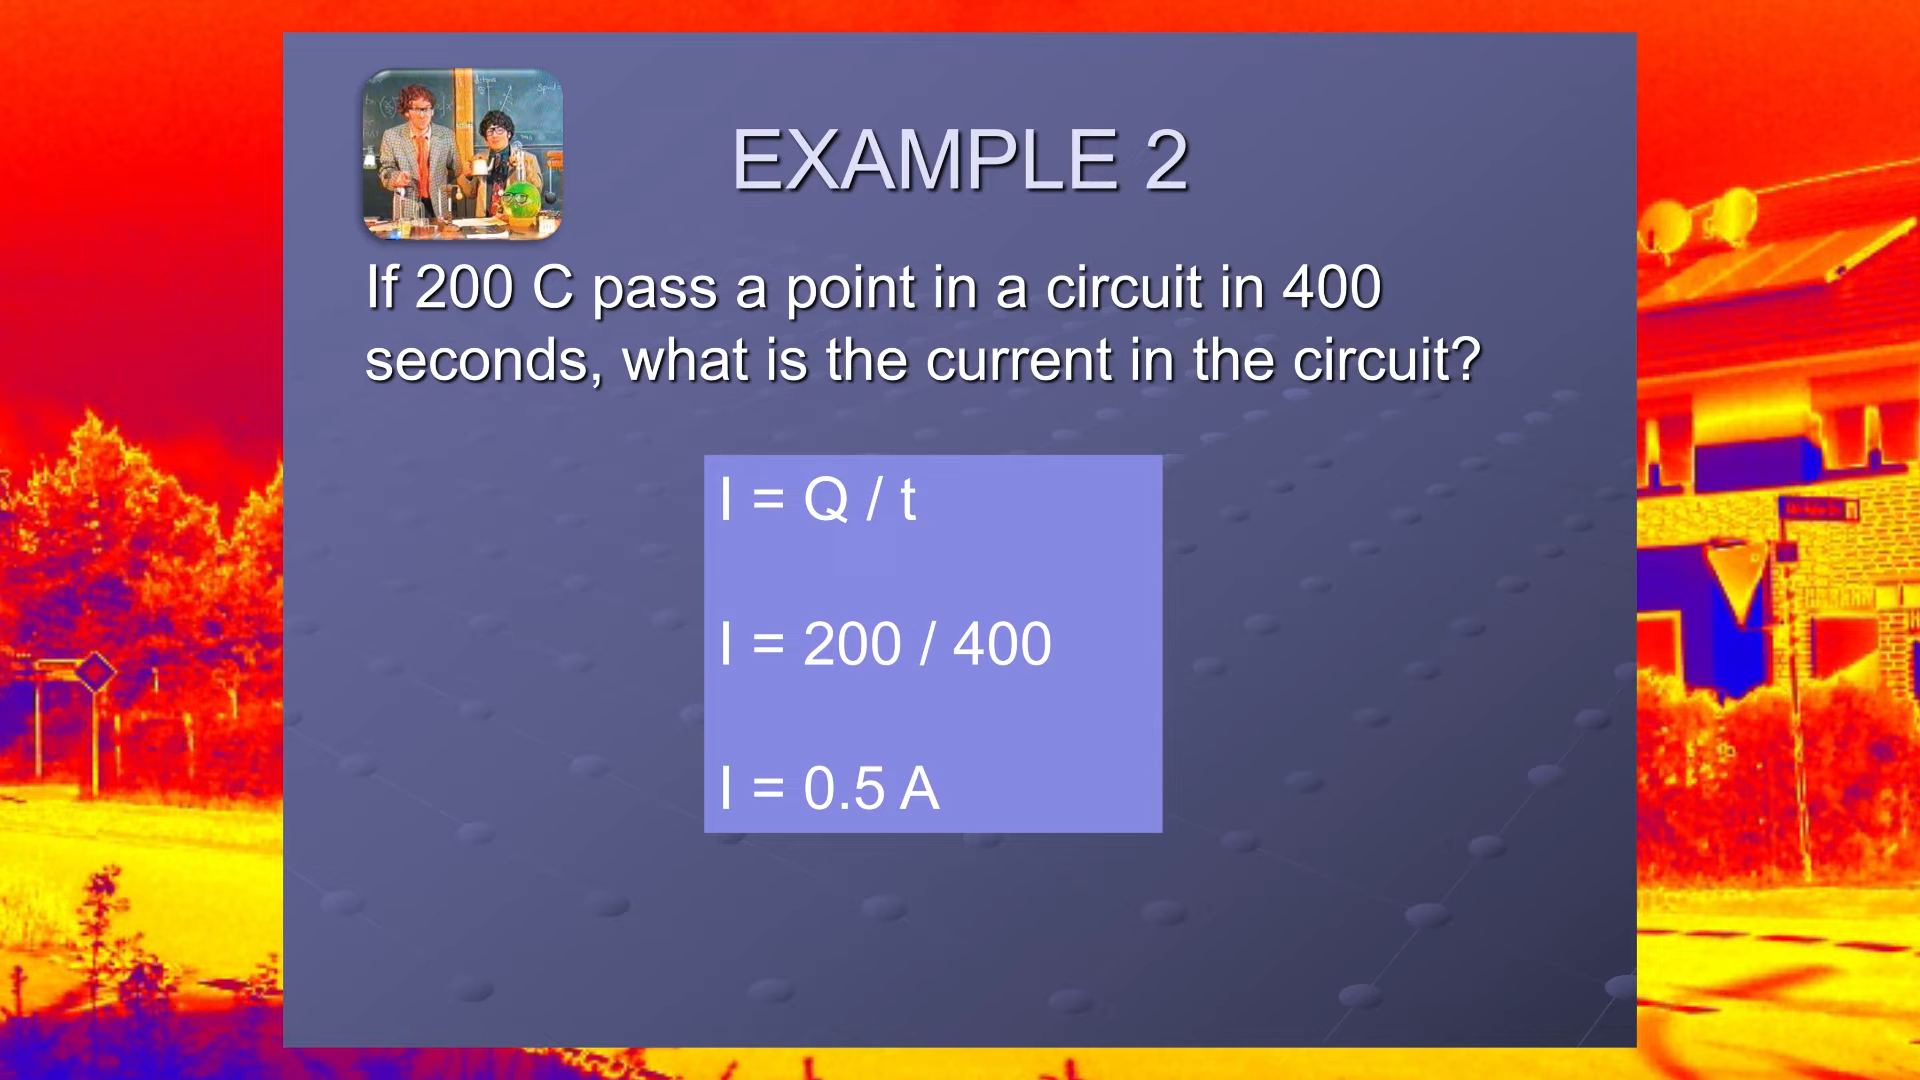 EXAMPLE 2
If 200 C pass a point in a circuit in 400
seconds, what is the current in the circuit?
I = Q / t
I = 200 / 400
I = 0.5 A